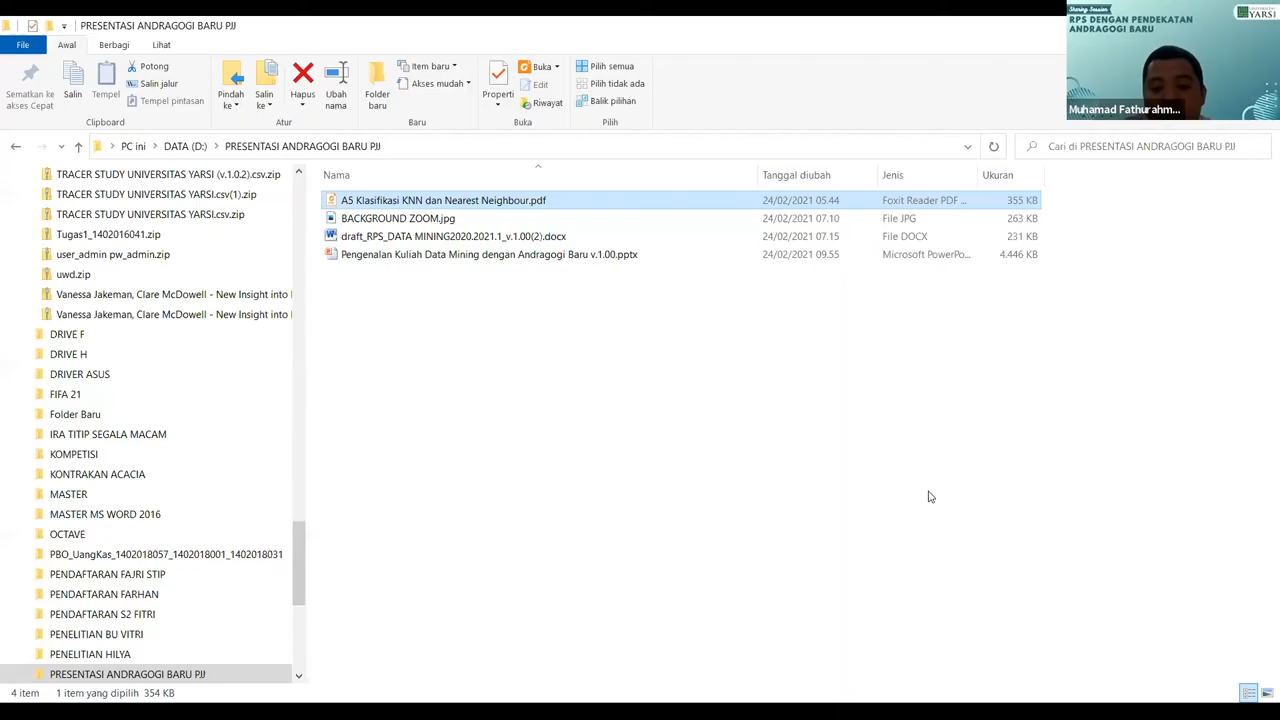 PRESENTASI ANDRAGOGI BARU PJJ
File
Awal
Berbagi
Lihat
Sematkan ke akses Cepat
Salin
Tempel
Potong
Salin jalur
Tempel pintasan
Clipboard
Pindah ke
Salin ke
Hapus
Ubah nama
Atur
Folder baru
Item baru
Akses mudah
Baru
Properti
Buka
Edit
Riwayat
Buka
Pilih semua
Pilih tidak ada
Balik pilihan
Pilih
Sharing Session
UNIVERSITAS YARSI
RPS DENGAN PENDEKATAN
ANDRAGOGI BARU
Muhamad Fathurahm...
PC ini > DATA (D:) > PRESENTASI ANDRAGOGI BARU PJJ
Cari di PRESENTASI ANDRAGOGI BARU PJJ
TRACER STUDY UNIVERSITAS YARSI (v.1.0.2).csv.zip
TRACER STUDY UNIVERSITAS YARSI.csv(1).zip
TRACER STUDY UNIVERSITAS YARSI.csv.zip
Tugas1_1402016041.zip
user_admin pw_admin.zip
uwd.zip
Vanessa Jakeman, Clare McDowell - New Insight into
Vanessa Jakeman, Clare McDowell - New Insight into
DRIVE F
DRIVE H
DRIVER ASUS
FIFA 21
Folder Baru
IRA TITIP SEGALA MACAM
KOMPETISI
KONTRAKAN ACACIA
MASTER
MASTER MS WORD 2016
OCTAVE
PBO_UangKas_1402018057_1402018001_1402018031
PENDAFTARAN FAJRI STIP
PENDAFTARAN FARHAN
PENDAFTARAN S2 FITRI
PENELITIAN BU VITRI
PENELITIAN HILYA
PRESENTASI ANDRAGOGI BARU PJJ
Nama Tanggal diubah Jenis Ukuran
A5 Klasifikasi KNN dan Nearest Neighbour.pdf 24/02/2021 05.44 Foxit Reader PDF ... 355 KB
BACKGROUND ZOOM.jpg 24/02/2021 07.10 File JPG 263 KB
draft_RPS_DATA MINING2020.2021.1_v.1.00(2).docx 24/02/2021 07.15 File DOCX 231 KB
Pengenalan Kuliah Data Mining dengan Andragogi Baru v.1.00.pptx 24/02/2021 09.55 Microsoft PowerPo... 4.446 KB
4 item 1 item yang dipilih 354 KB